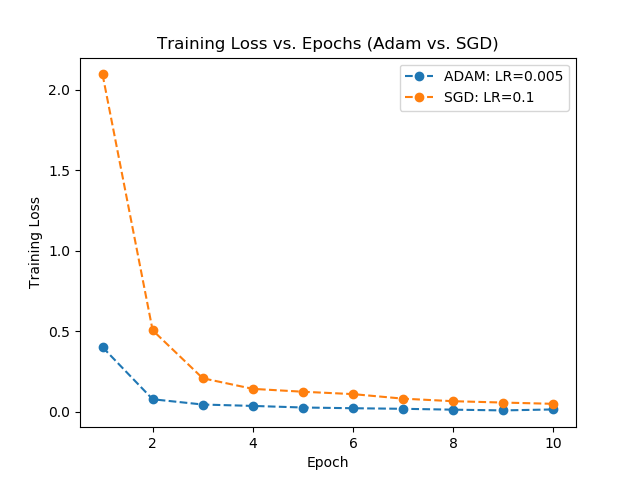 Training Loss vs. Epochs (Adam vs. SGD)
ADAM: LR=0.005
SGD: LR=0.1
Training Loss
2.0
1.5
1.0
0.5
0.0
2 4 6 8 10
Epoch